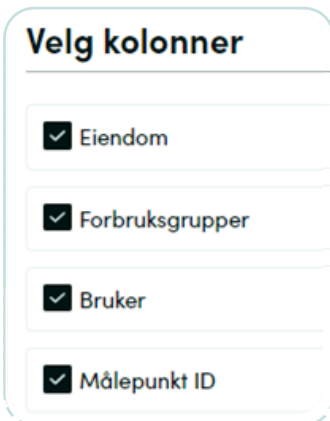 Velg kolonner
Eiendom
Forbruksgrupper
Bruker
Målepunkt ID